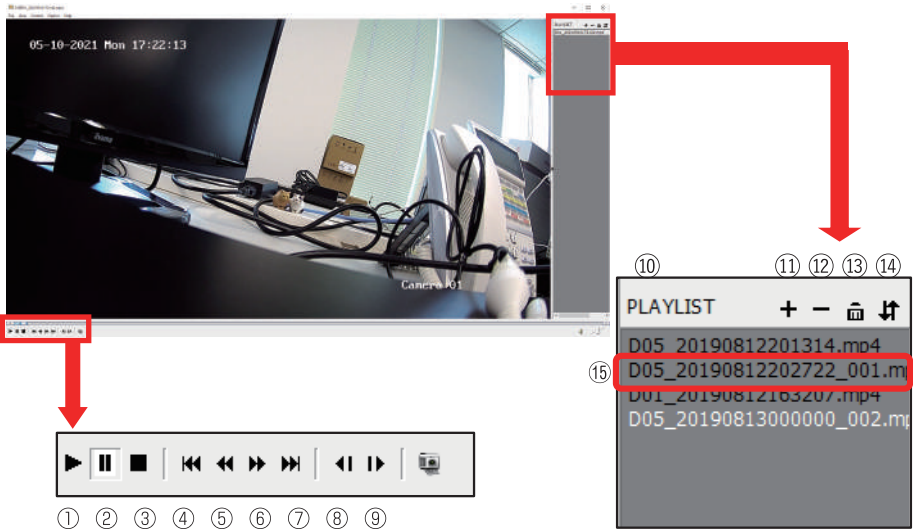 05-10-2021 Mon 17:22:13
Camera 01
PLAYLIST
⑩ ⑪ ⑫ ⑬ ⑭
PLAYLIST
D05_20190812201314.mp4
⑮ D05_20190812202722_001.mp
D01_20190812163207.mp4
D05_20190813000000_002.mp
① ② ③ ④ ⑤ ⑥ ⑦ ⑧ ⑨